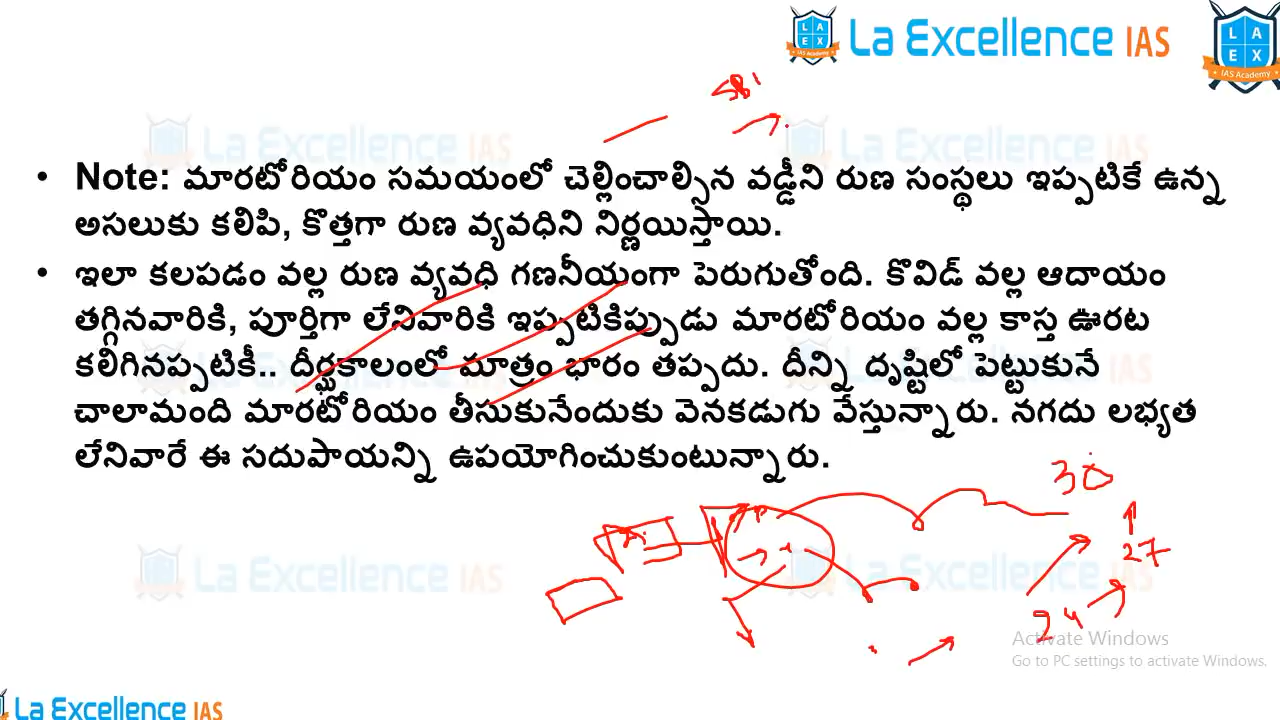 La Excellence IAS
L A
E X
IAS Academy
SBI
• Note: మారటోరియం సమయంలో చెల్లించాల్సిన వడ్డీని రుణ సంస్థలు ఇప్పటికే ఉన్న
అసలుకు కలిపి, కొత్తగా రుణ వ్యవధిని నిర్ణయిస్తాయి.
• ఇలా కలపడం వల్ల రుణ వ్యవధి గణనీయంగా పెరుగుతోంది. కొవిడ్ వల్ల ఆదాయం
తగ్గినవారికి, పూర్తిగా లేనివారికి ఇప్పటికిప్పుడు మారటోరియం వల్ల కాస్త ఊరట
కలిగినప్పటికీ.. దీర్ఘకాలంలో మాత్రం భారం తప్పదు. దీన్ని దృష్టిలో పెట్టుకునే
చాలామంది మారటోరియం తీసుకునేందుకు వెనకడుగు వేస్తున్నారు. నగదు లభ్యత
లేనివారే ఈ సదుపాయాన్ని ఉపయోగించుకుంటున్నారు.
30
27
24
Activate Windows
Go to PC settings to activate Windows.
La Excellence IAS